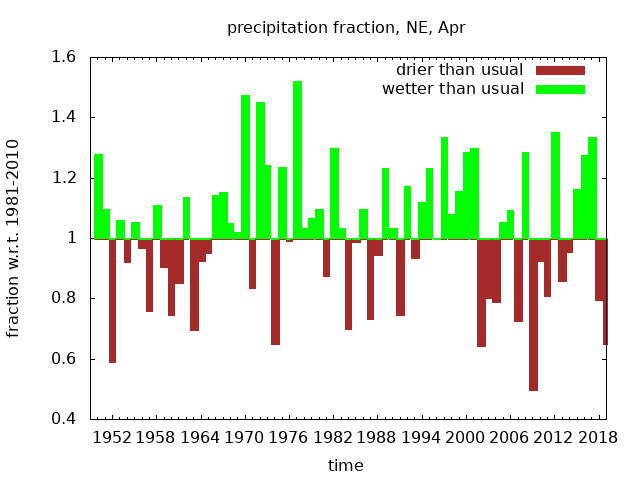 precipitation fraction, NE, Apr
drier than usual
wetter than usual
fraction w.r.t. 1981-2010
1.6
1.4
1.2
1
0.8
0.6
0.4
1952 1958 1964 1970 1976 1982 1988 1994 2000 2006 2012 2018
time